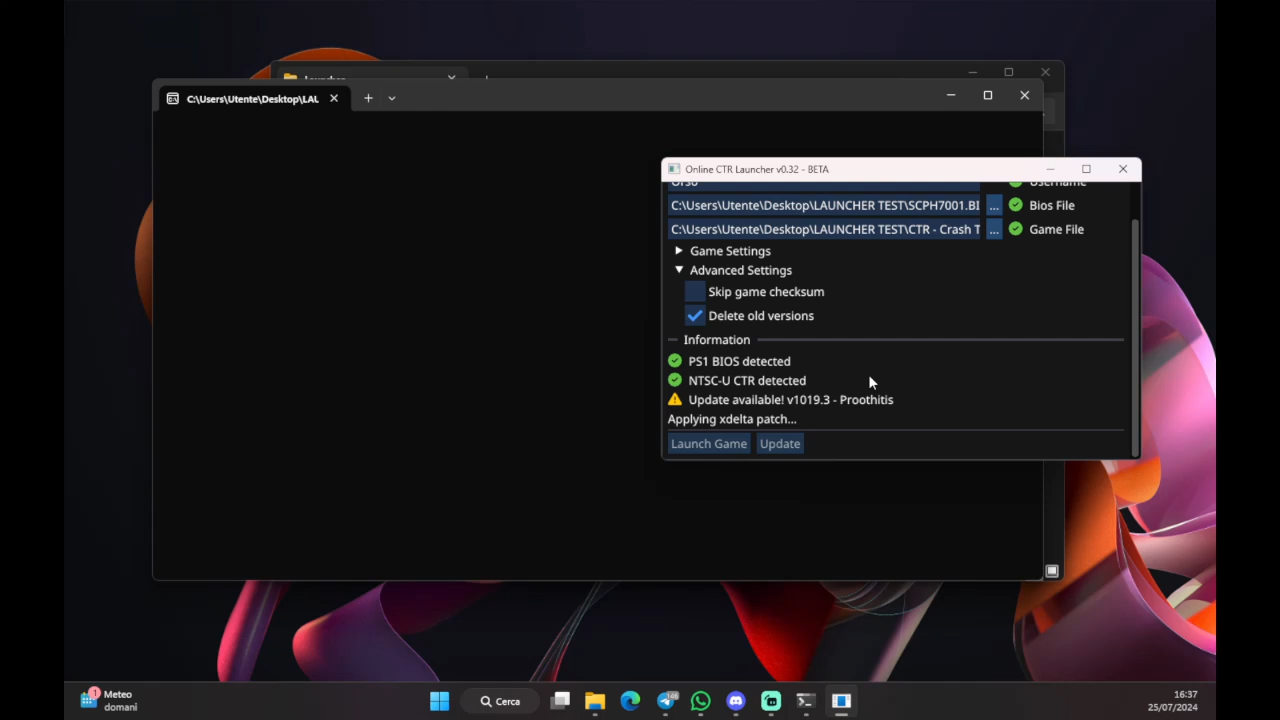 launcher
C:\Users\Utente\Desktop\LAU
Online CTR Launcher v0.32 - BETA
Orso
Username
C:\Users\Utente\Desktop\LAUNCHER TEST\SCPH7001.BI
...
Bios File
C:\Users\Utente\Desktop\LAUNCHER TEST\CTR - Crash T
...
Game File
Game Settings
Advanced Settings
Skip game checksum
Delete old versions
Information
PS1 BIOS detected
NTSC-U CTR detected
Update available! v1019.3 - Proothitis
Applying xdelta patch...
Launch Game Update
1
Meteo
domani
Cerca
16:37
25/07/2024